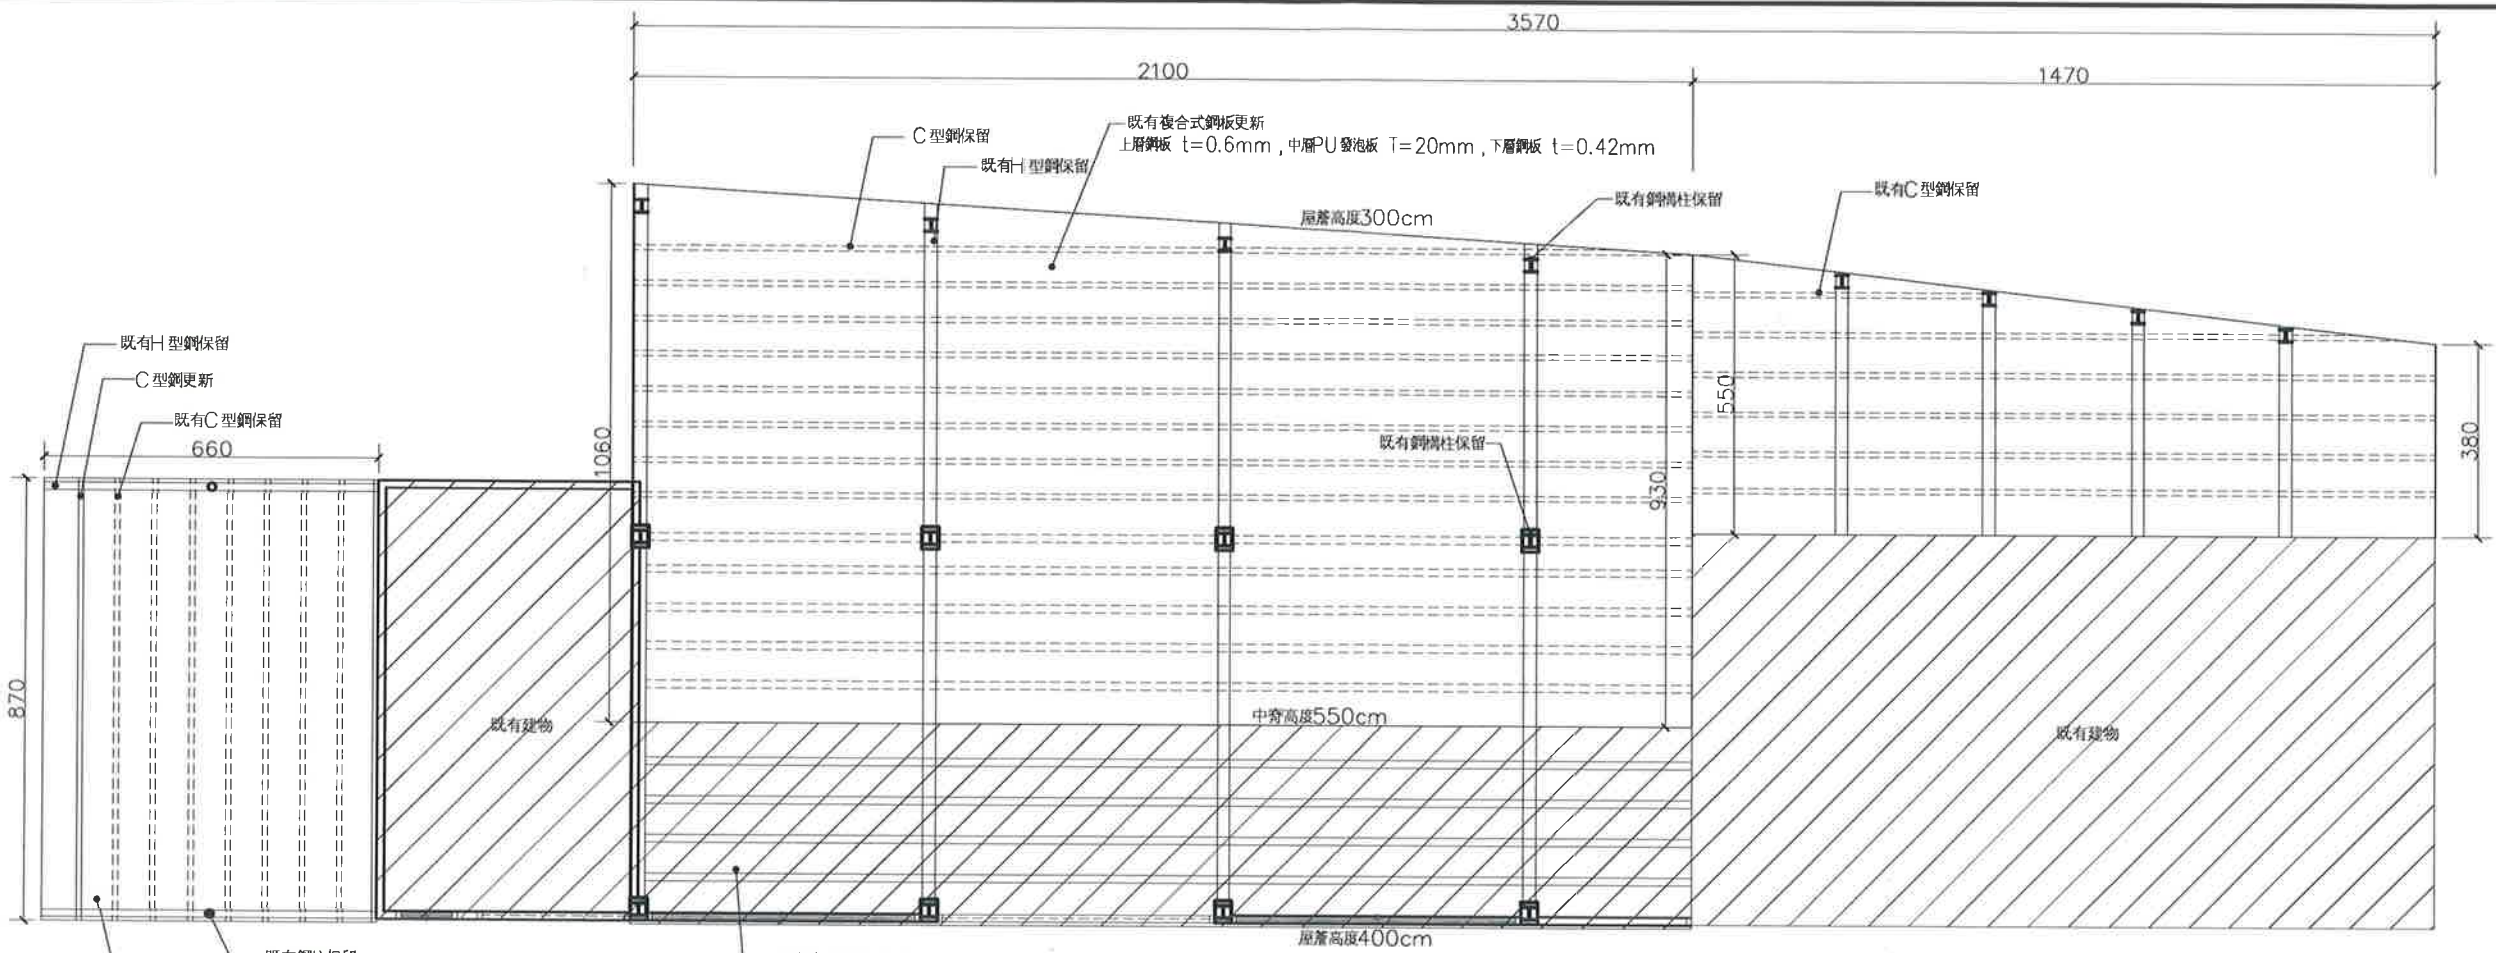 3570
2100
1470
既有複合式鋼板更新
上層鋼板 t=0.6mm , 中層PU發泡板 T=20mm , 下層鋼板 t=0.42mm
C型鋼保留
既有H型鋼保留
既有鋼構柱保留
既有C型鋼保留
屋簷高度300cm
既有H型鋼保留
C型鋼更新
既有C型鋼保留
660
1060
550
380
既有鋼構柱保留
930
870
既有建物
中脊高度550cm
既有建物
屋簷高度400cm